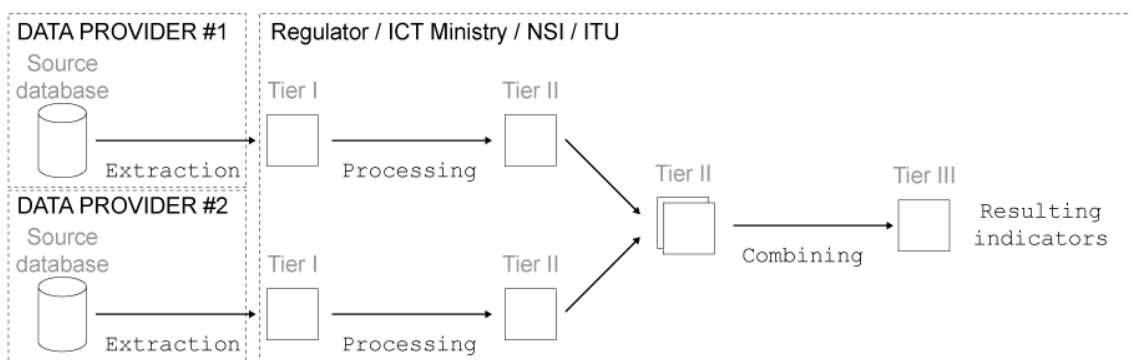 DATA PROVIDER #1
Regulator / ICT Ministry / NSI / ITU
Source
database
Tier I
Tier II
Extraction
Processing
Tier II
Tier III
Resulting
indicators
Combining
DATA PROVIDER #2
Source
database
Tier I
Tier II
Extraction
Processing